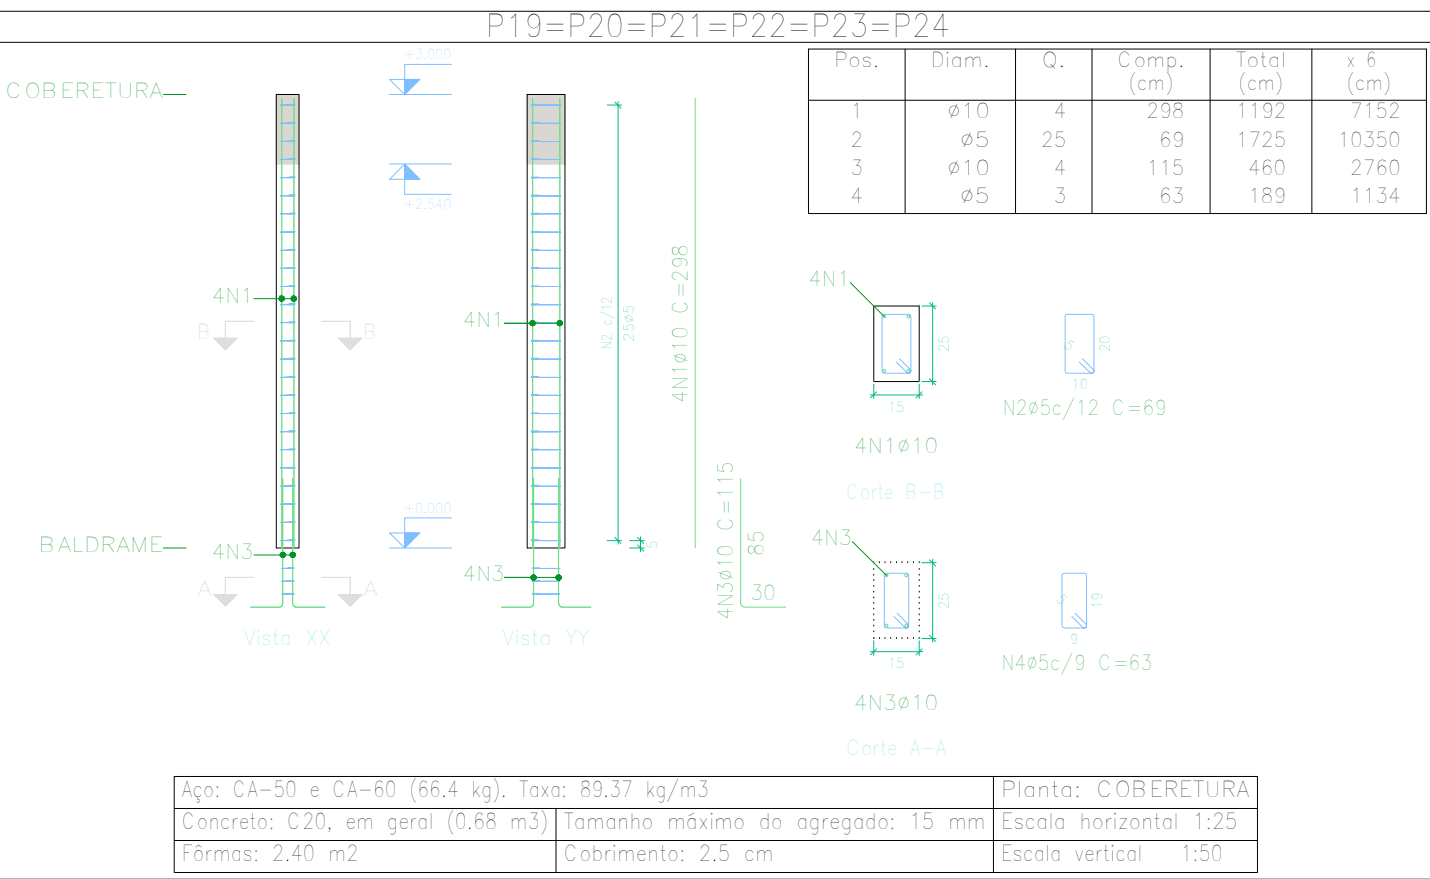 P19=P20=P21=P22=P23=P24
Pos. Diam. Q. Comp. (cm) Total (cm) x 6 (cm)
1 ø10 4 298 1192 7152
2 ø5 25 69 1725 10350
3 ø10 4 115 460 2760
4 ø5 3 63 189 1134
COBERETURA
+3.000
+2.540
4N1
B B
BALDRAME
+0.000
4N3
A A
Vista XX
4N1
4N3
Vista YY
N2 c/12
25ø5
5
4N1ø10 C=298
4N3ø10 C=115
85
30
4N1
25
15
4N1ø10
Corte B-B
S
20
10
N2ø5c/12 C=69
4N3
25
15
4N3ø10
Corte A-A
S
19
9
N4ø5c/9 C=63
Aço: CA-50 e CA-60 (66.4 kg). Taxa: 89.37 kg/m3
Planta: COBERETURA
Concreto: C20, em geral (0.68 m3)
Tamanho máximo do agregado: 15 mm
Escala horizontal 1:25
Fôrmas: 2.40 m2
Cobrimento: 2.5 cm
Escala vertical 1:50